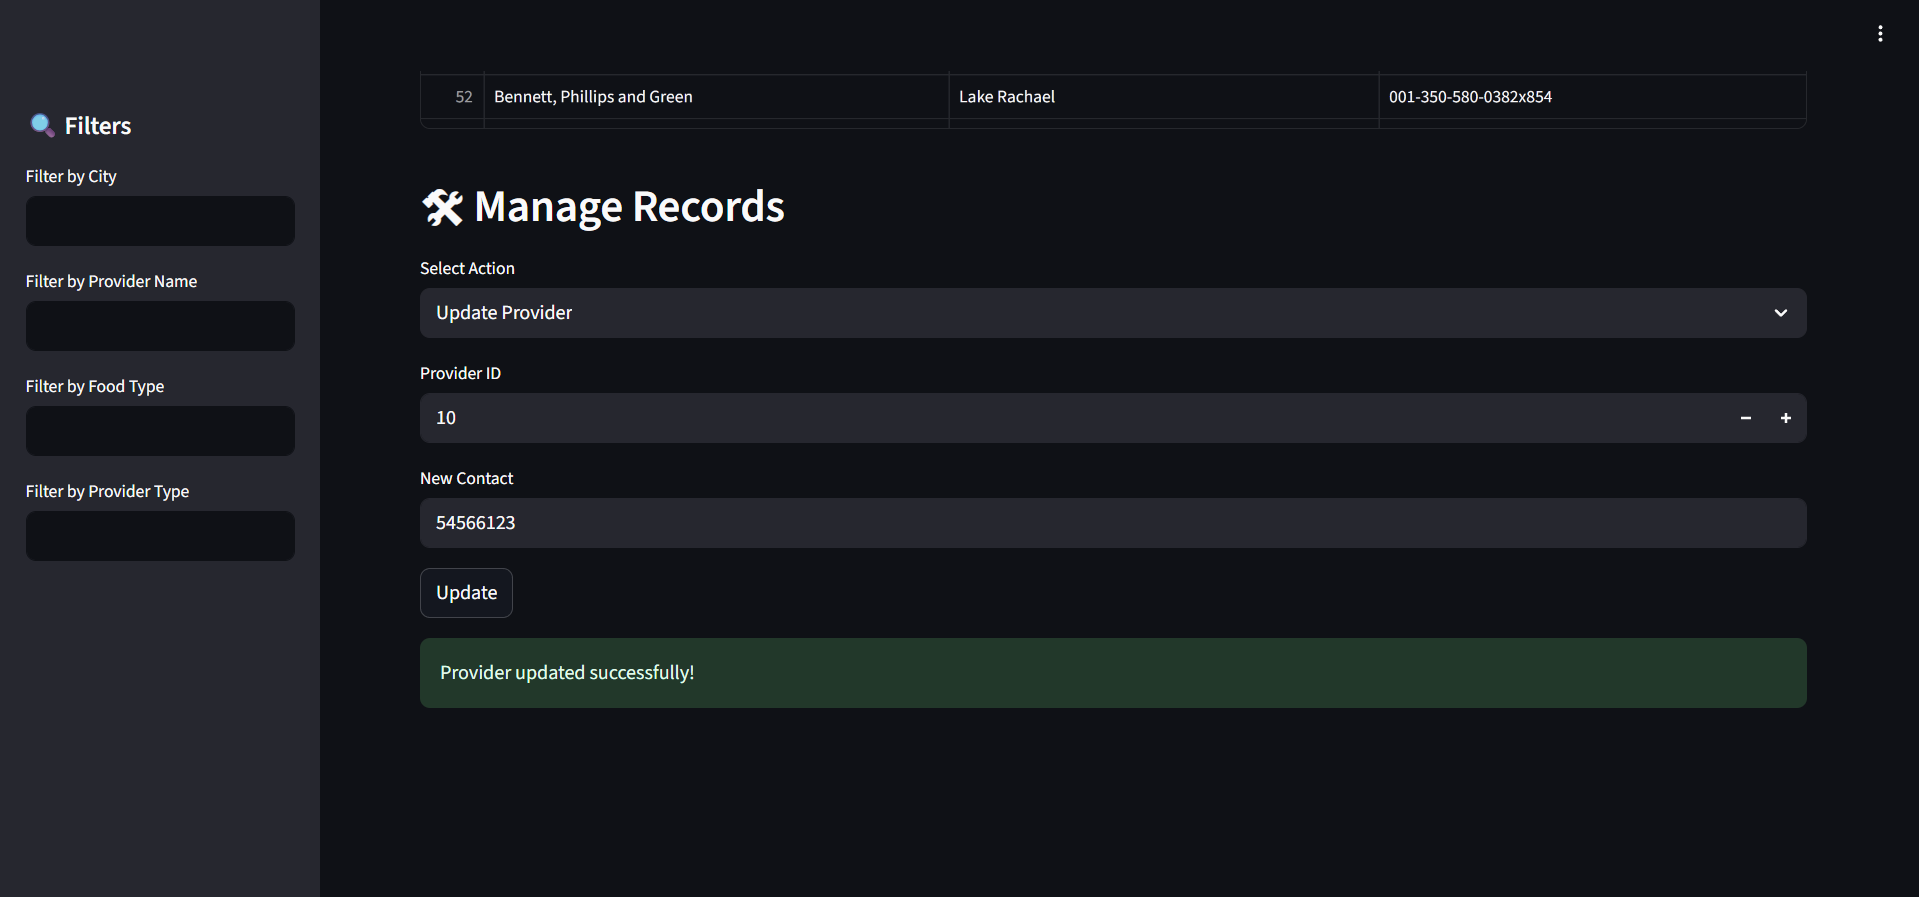 Filters
Filter by City
Filter by Provider Name
Filter by Food Type
Filter by Provider Type
52 Bennett, Phillips and Green Lake Rachael 001-350-580-0382x854
Manage Records
Select Action
Update Provider
Provider ID
10
New Contact
54566123
Update
Provider updated successfully!